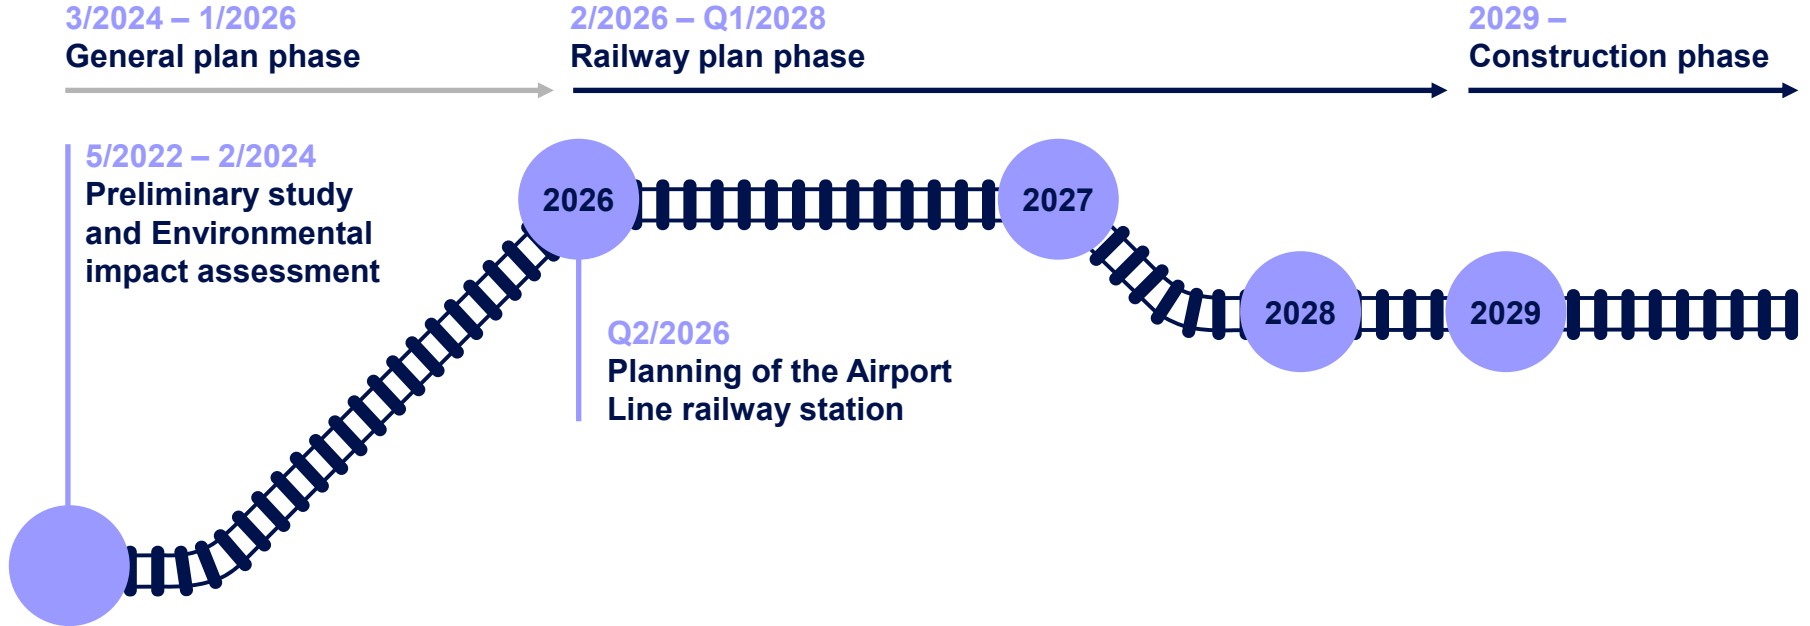 3/2024 – 1/2026
General plan phase
2/2026 – Q1/2028
Railway plan phase
2029 –
Construction phase
5/2022 – 2/2024
Preliminary study
and Environmental
impact assessment
2026
2027
2028
2029
Q2/2026
Planning of the Airport
Line railway station